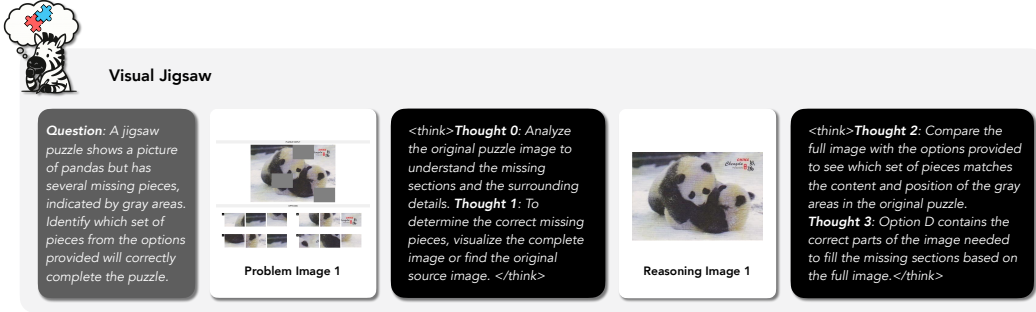 Visual Jigsaw
Question: A jigsaw
puzzle shows a picture
of pandas but has
several missing pieces,
indicated by gray areas.
Identify which set of
pieces from the options
provided will correctly
complete the puzzle.
Problem Image 1
<think>Thought 0: Analyze
the original puzzle image to
understand the missing
sections and the surrounding
details. Thought 1: To
determine the correct missing
pieces, visualize the complete
image or find the original
source image. </think>
Chengdu
Reasoning Image 1
<think>Thought 2: Compare the
full image with the options provided
to see which set of pieces matches
the content and position of the gray
areas in the original puzzle.
Thought 3: Option D contains the
correct parts of the image needed
to fill the missing sections based on
the full image.</think>